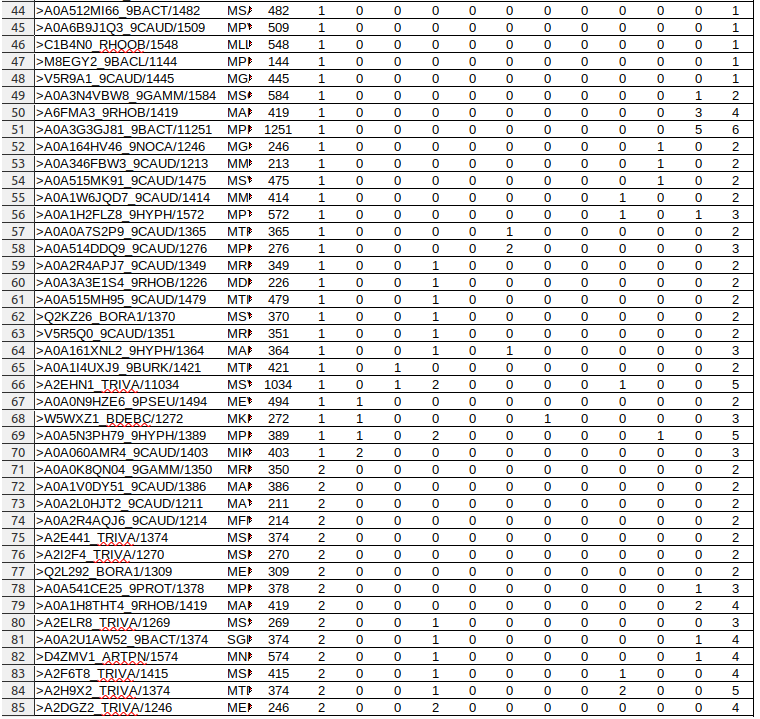 44 >A0A512MI66_9BACT/1482 MSA 482 1 0 0 0 0 0 0 0 0 0 0 1
45 >A0A6B9J1Q3_9CAUD/1509 MP 509 1 0 0 0 0 0 0 0 0 0 0 1
46 >C1B4N0_RHOOB/1548 MLI 548 1 0 0 0 0 0 0 0 0 0 0 1
47 >M8EGY2_9BACL/1144 MP 144 1 0 0 0 0 0 0 0 0 0 0 1
48 >V5R9A1_9CAUD/1445 MG 445 1 0 0 0 0 0 0 0 0 0 0 1
49 >A0A3N4VBW8_9GAMM/1584 MS 584 1 0 0 0 0 0 0 0 0 0 1 2
50 >A6FMA3_9RHOB/1419 MA 419 1 0 0 0 0 0 0 0 0 0 3 4
51 >A0A3G3GJ81_9BACT/11251 MP 1251 1 0 0 0 0 0 0 0 0 0 5 6
52 >A0A164HV46_9NOCA/1246 MG 246 1 0 0 0 0 0 0 0 0 1 0 2
53 >A0A346FBW3_9CAUD/1213 MM 213 1 0 0 0 0 0 0 0 0 1 0 2
54 >A0A515MK91_9CAUD/1475 MS 475 1 0 0 0 0 0 0 0 0 1 0 2
55 >A0A1W6JQD7_9CAUD/1414 MM 414 1 0 0 0 0 0 0 0 1 0 0 2
56 >A0A1H2FLZ8_9HYPH/1572 MP 572 1 0 0 0 0 0 0 0 1 0 1 3
57 >A0A0A7S2P9_9CAUD/1365 MT 365 1 0 0 0 0 1 0 0 0 0 0 2
58 >A0A514DDQ9_9CAUD/1276 MP 276 1 0 0 0 0 2 0 0 0 0 0 3
59 >A0A2R4APJ7_9CAUD/1349 MR 349 1 0 0 1 0 0 0 0 0 0 0 2
60 >A0A3A3E1S4_9RHOB/1226 MD 226 1 0 0 1 0 0 0 0 0 0 0 2
61 >A0A515MH95_9CAUD/1479 MT 479 1 0 0 1 0 0 0 0 0 0 0 2
62 >Q2KZ26_BORA1/1370 MS 370 1 0 0 1 0 0 0 0 0 0 0 2
63 >V5R5Q0_9CAUD/1351 MR 351 1 0 0 1 0 0 0 0 0 0 0 2
64 >A0A161XNL2_9HYPH/1364 MA 364 1 0 0 1 0 1 0 0 0 0 0 3
65 >A0A1I4UXJ9_9BURK/1421 MT 421 1 0 1 0 0 0 0 0 0 0 0 2
66 >A2EHN1_TRIVA/11034 MS 1034 1 0 1 2 0 0 0 0 1 0 0 5
67 >A0A0N9HZE6_9PSEU/1494 ME 494 1 1 0 0 0 0 0 0 0 0 0 2
68 >W5WXZ1_BDEBC/1272 MK 272 1 1 0 0 0 0 1 0 0 0 0 3
69 >A0A5N3PH79_9HYPH/1389 MP 389 1 1 0 2 0 0 0 0 0 1 0 5
70 >A0A060AMR4_9CAUD/1403 MIK 403 1 2 0 0 0 0 0 0 0 0 0 3
71 >A0A0K8QN04_9GAMM/1350 MR 350 2 0 0 0 0 0 0 0 0 0 0 2
72 >A0A1V0DY51_9CAUD/1386 MA 386 2 0 0 0 0 0 0 0 0 0 0 2
73 >A0A2L0HJT2_9CAUD/1211 MA 211 2 0 0 0 0 0 0 0 0 0 0 2
74 >A0A2R4AQJ6_9CAUD/1214 MF 214 2 0 0 0 0 0 0 0 0 0 0 2
75 >A2E441_TRIVA/1374 MS 374 2 0 0 0 0 0 0 0 0 0 0 2
76 >A2I2F4_TRIVA/1270 MS 270 2 0 0 0 0 0 0 0 0 0 0 2
77 >Q2L292_BORA1/1309 ME 309 2 0 0 0 0 0 0 0 0 0 0 2
78 >A0A541CE25_9PROT/1378 MP 378 2 0 0 0 0 0 0 0 0 0 1 3
79 >A0A1H8THT4_9RHOB/1419 MA 419 2 0 0 0 0 0 0 0 0 0 2 4
80 >A2ELR8_TRIVA/1269 MS 269 2 0 0 1 0 0 0 0 0 0 0 3
81 >A0A2U1AW52_9BACT/1374 SG 374 2 0 0 1 0 0 0 0 0 0 1 4
82 >D4ZMV1_ARTPN/1574 MN 574 2 0 0 1 0 0 0 0 0 0 1 4
83 >A2F6T8_TRIVA/1415 MS 415 2 0 0 1 0 0 0 0 1 0 0 4
84 >A2H9X2_TRIVA/1374 MT 374 2 0 0 1 0 0 0 0 2 0 0 5
85 >A2DGZ2_TRIVA/1246 ME 246 2 0 0 2 0 0 0 0 0 0 0 4